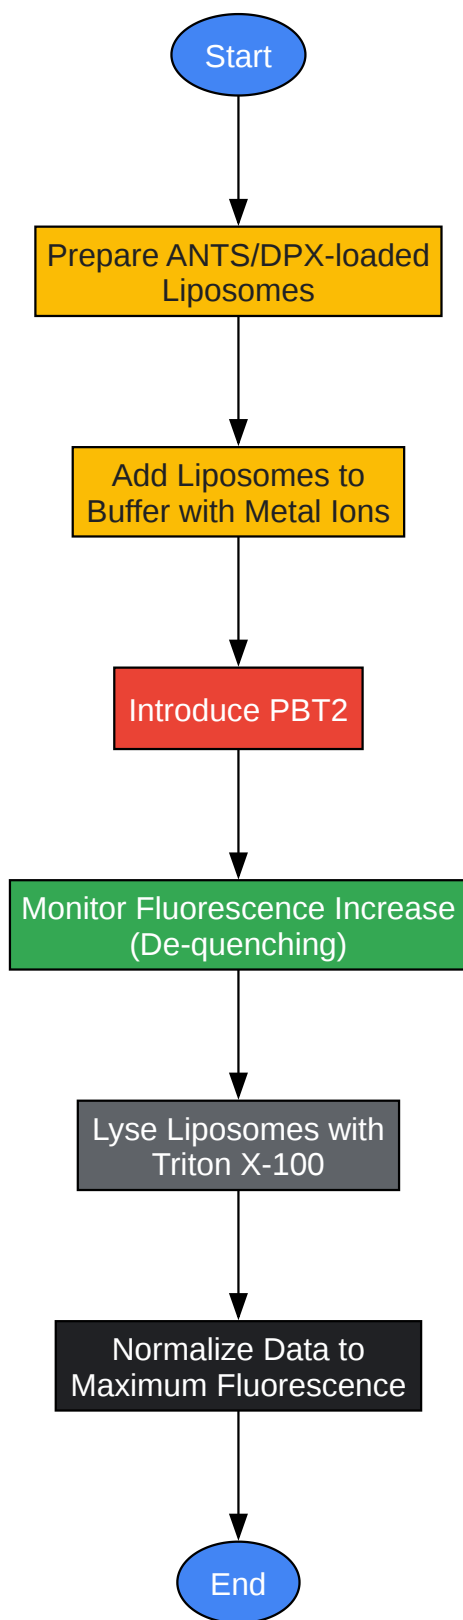 Start
Prepare ANTS/DPX-loaded
Liposomes
Add Liposomes to
Buffer with Metal Ions
Introduce PBT2
Monitor Fluorescence Increase
(De-quenching)
Lyse Liposomes with
Triton X-100
Normalize Data to
Maximum Fluorescence
End